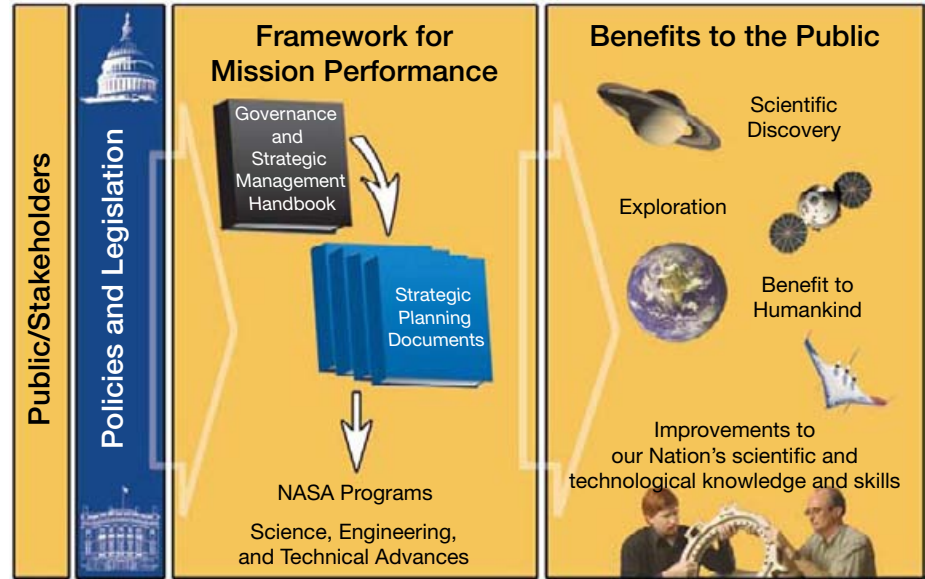 Public/Stakeholders
Policies and Legislation
Framework for
Mission Performance
Governance
and
Strategic
Management
Handbook
Strategic
Planning
Documents
NASA Programs
Science, Engineering,
and Technical Advances
Benefits to the Public
Scientific
Discovery
Exploration
Benefit to
Humankind
Improvements to
our Nation's scientific and
technological knowledge and skills